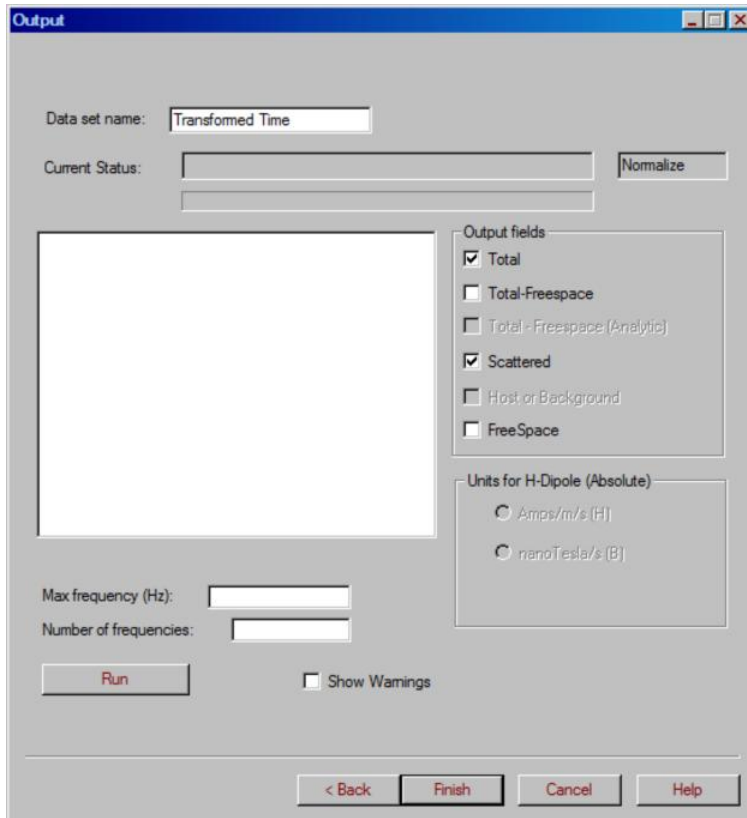 Output
Data set name: Transformed Time
Current Status: Normalize
Output fields
Total
Total-Freespace
Total - Freespace (Analytic)
Scattered
Host or Background
FreeSpace
Units for H-Dipole (Absolute)
Amps/m/s (H)
nanoTesla/s (B)
Max frequency (Hz):
Number of frequencies:
Run
Show Warnings
< Back
Finish
Cancel
Help